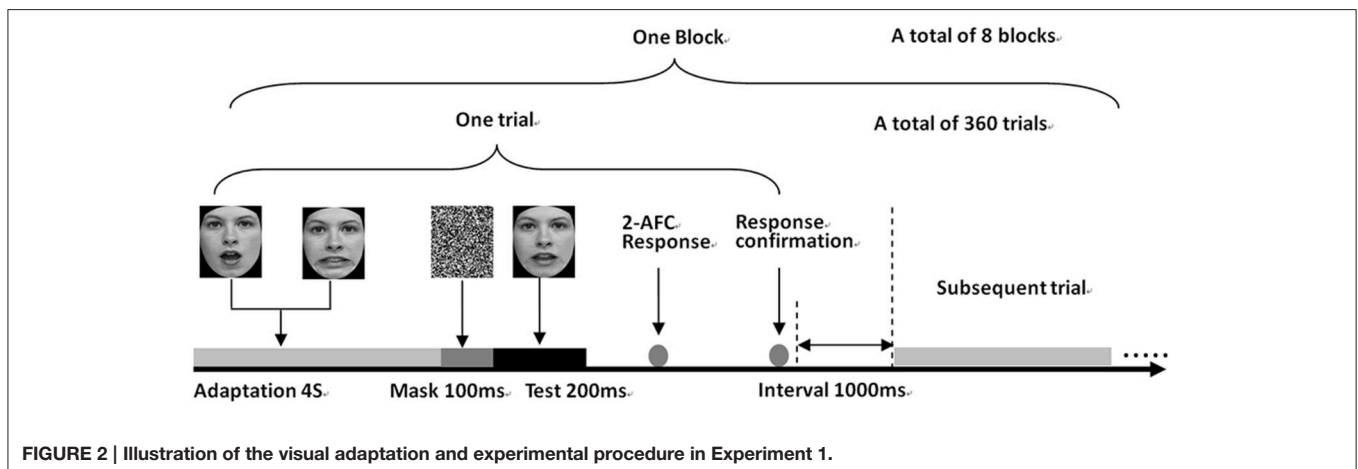 One Block
A total of 8 blocks
One trial
A total of 360 trials
2-AFC
Response
Response
confirmation
Subsequent trial
Adaptation 4S
Mask 100ms
Test 200ms
Interval 1000ms
FIGURE 2 | Illustration of the visual adaptation and experimental procedure in Experiment 1.